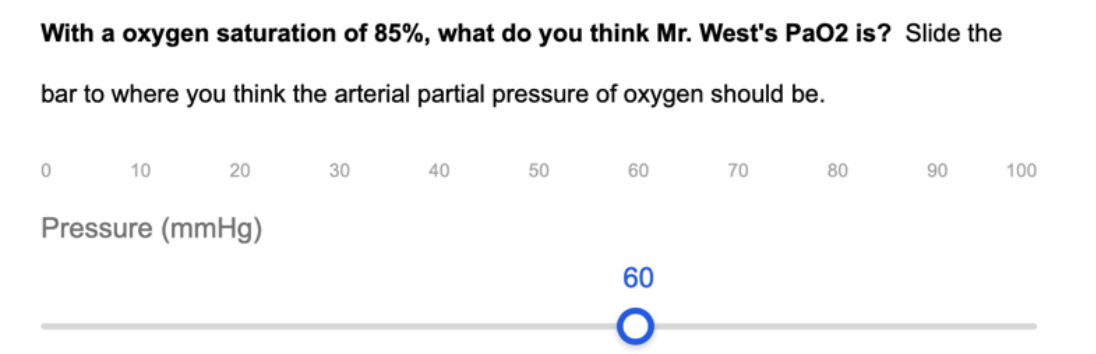 With a oxygen saturation of 85%, what do you think Mr. West's PaO2 is? Slide the
bar to where you think the arterial partial pressure of oxygen should be.
0 10 20 30 40 50 60 70 80 90 100
Pressure (mmHg)
60